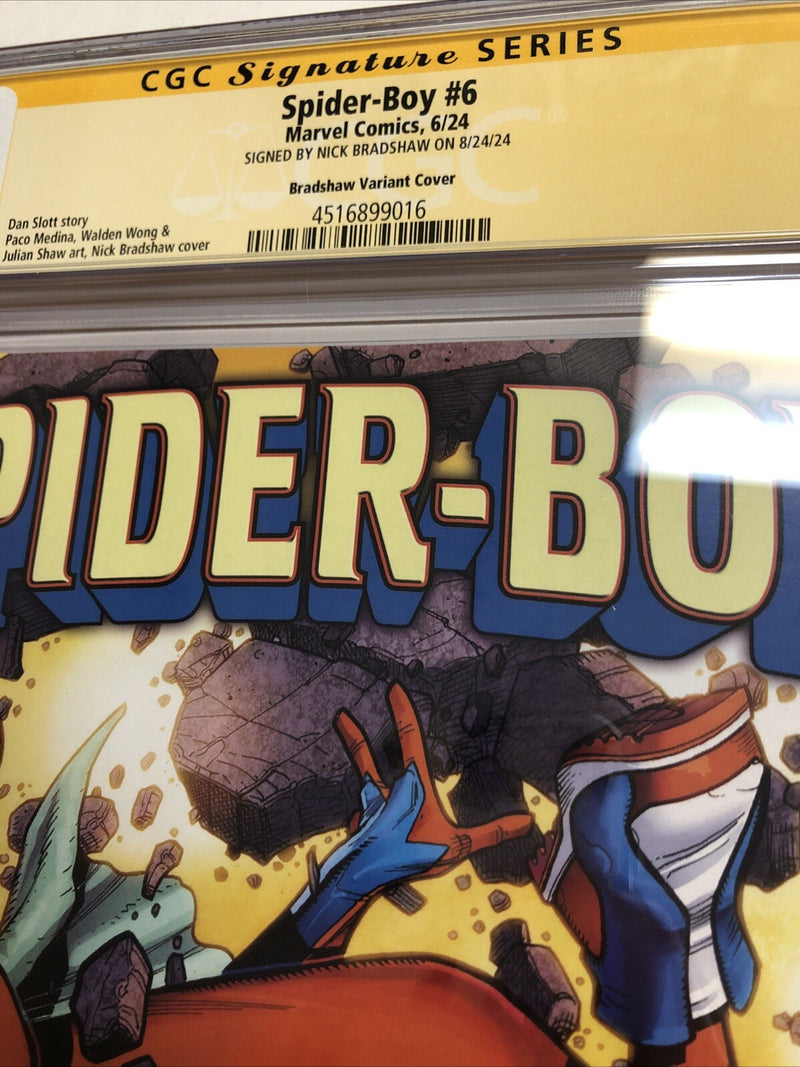 CGC Signature SERIES
Spider-Boy #6
Marvel Comics, 6/24
SIGNED BY NICK BRADSHAW ON 8/24/24
Bradshaw Variant Cover
4516899016
Dan Slott story
Paco Medina, Walden Wong &
Julian Shaw art, Nick Bradshaw cover
CGC
PIDER-BO